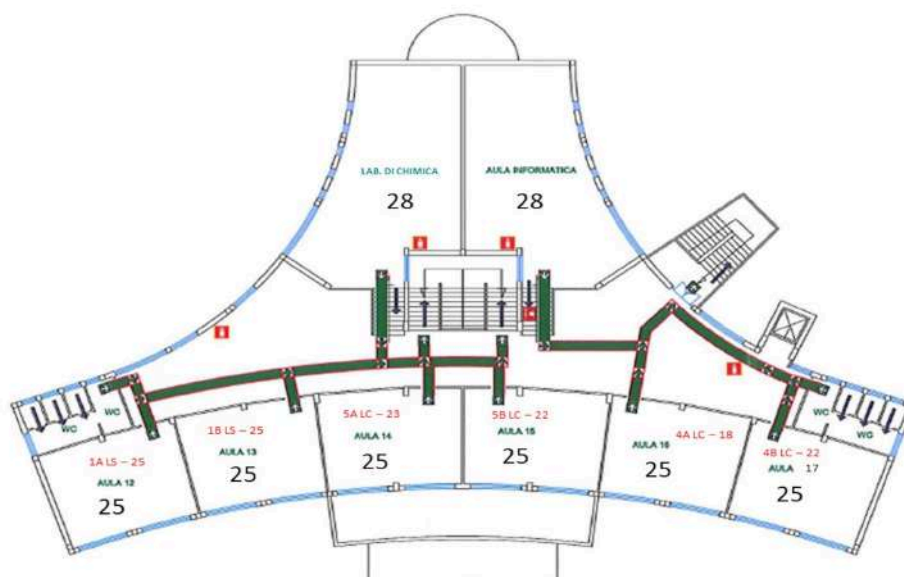 LAB. DI CHIMICA
28
AULA INFORMATICA
28
WC
WC
1A LS – 25
AULA 12
25
1B LS – 25
AULA 13
25
5A LC – 23
AULA 14
25
5B LC – 22
AULA 15
25
4A LC – 18
AULA 16
25
WC
WC
4B LC – 22
AULA 17
25